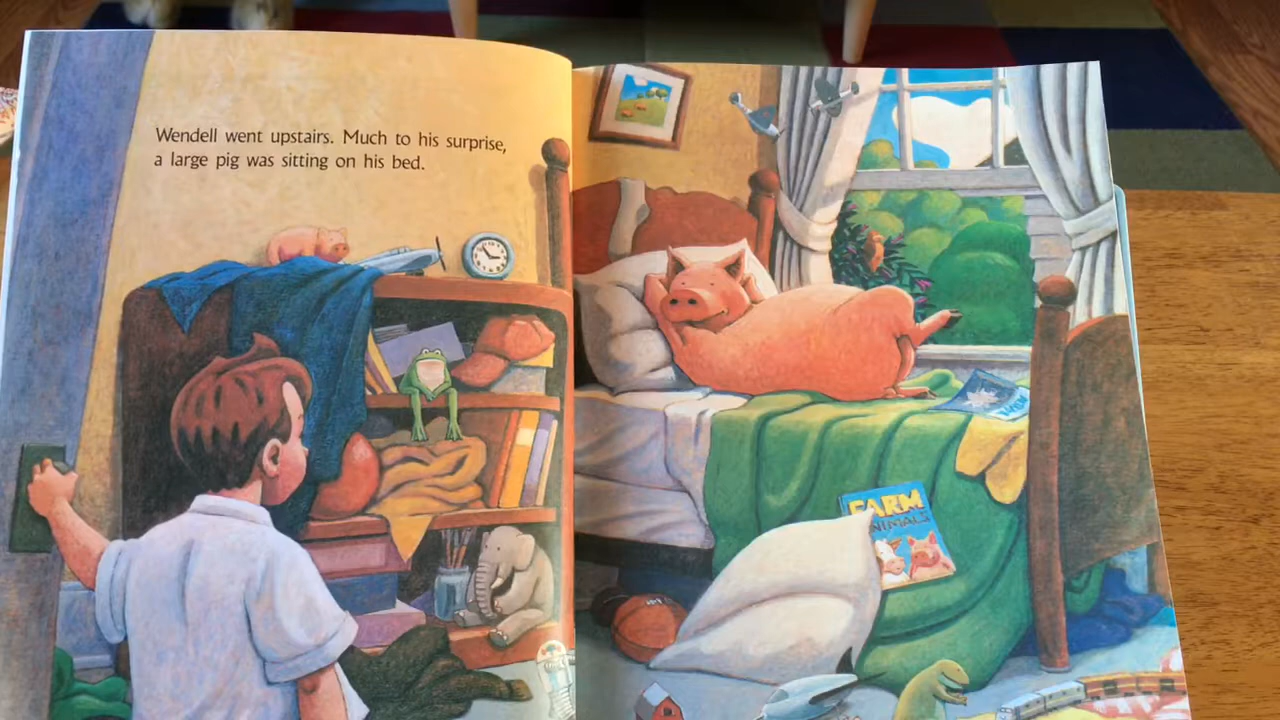 Wendell went upstairs. Much to his surprise,
a large pig was sitting on his bed.
FARM
ANIMALS